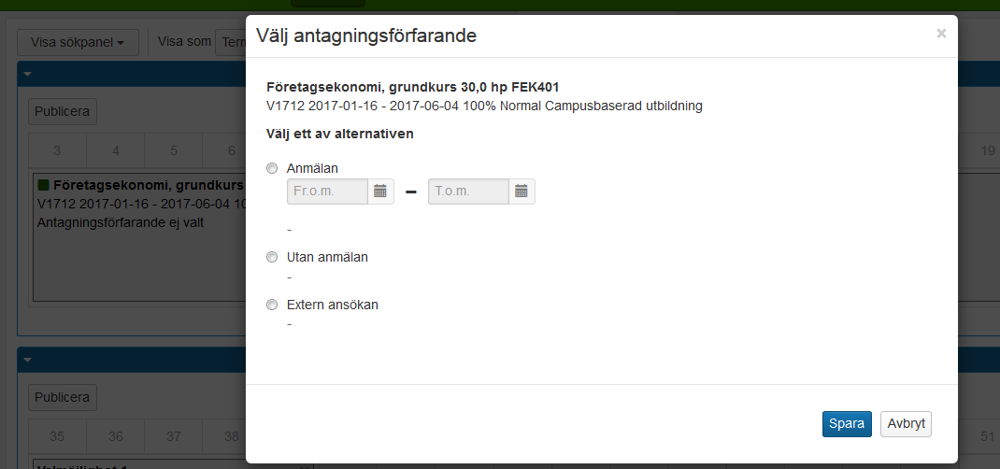 Visa sökpanel
Visa som
Publicera
3 4 5 6
19
Företagsekonomi, grundkurs
V1712 2017-01-16 - 2017-06-04 10
Antagningsförfarande ej valt
Publicera
35 36 37 38
51
Välj antagningsförfarande
×
Företagsekonomi, grundkurs 30,0 hp FEK401
V1712 2017-01-16 - 2017-06-04 100% Normal Campusbaserad utbildning
Välj ett av alternativen
Anmälan
Fr.o.m. – T.o.m.
-
Utan anmälan
-
Extern ansökan
-
Spara Avbryt